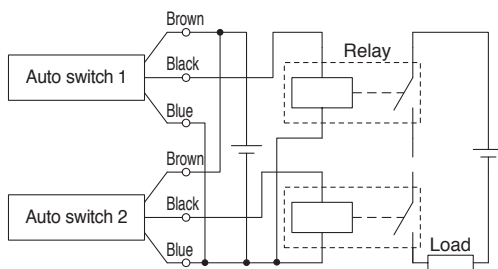 Brown
Auto switch 1
Black
Blue
Relay
Brown
Auto switch 2
Black
Blue
Load